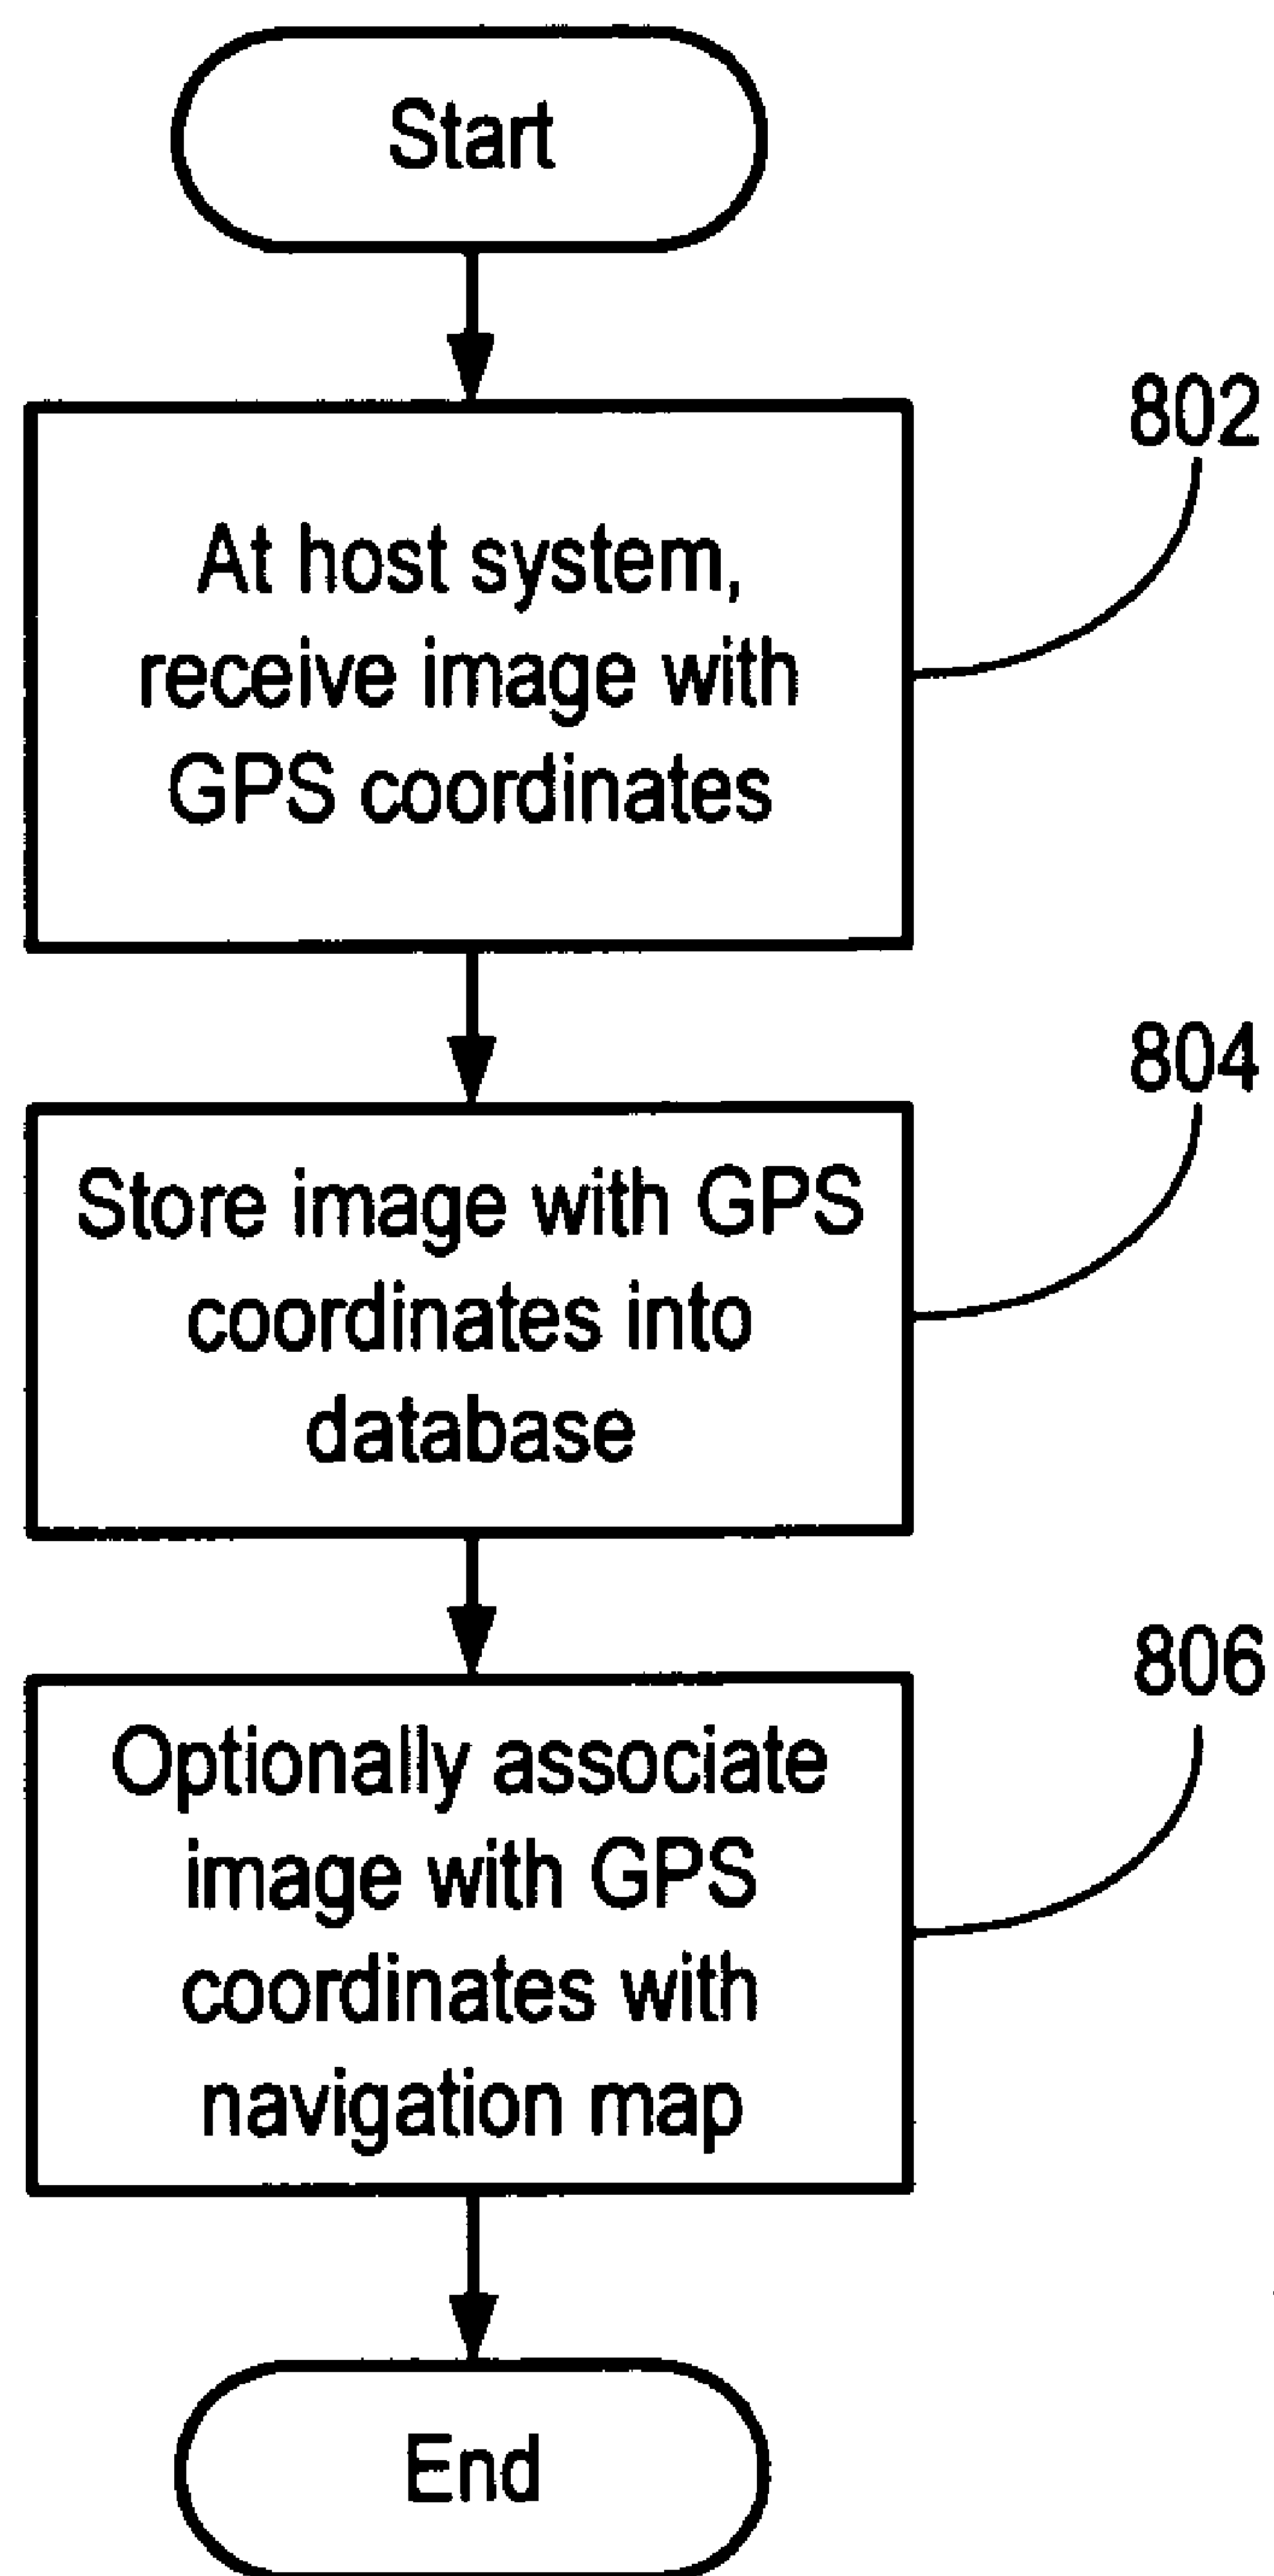 Start
802
At host system,
receive image with
GPS coordinates
804
Store image with GPS
coordinates into
database
806
Optionally associate
image with GPS
coordinates with
navigation map
End